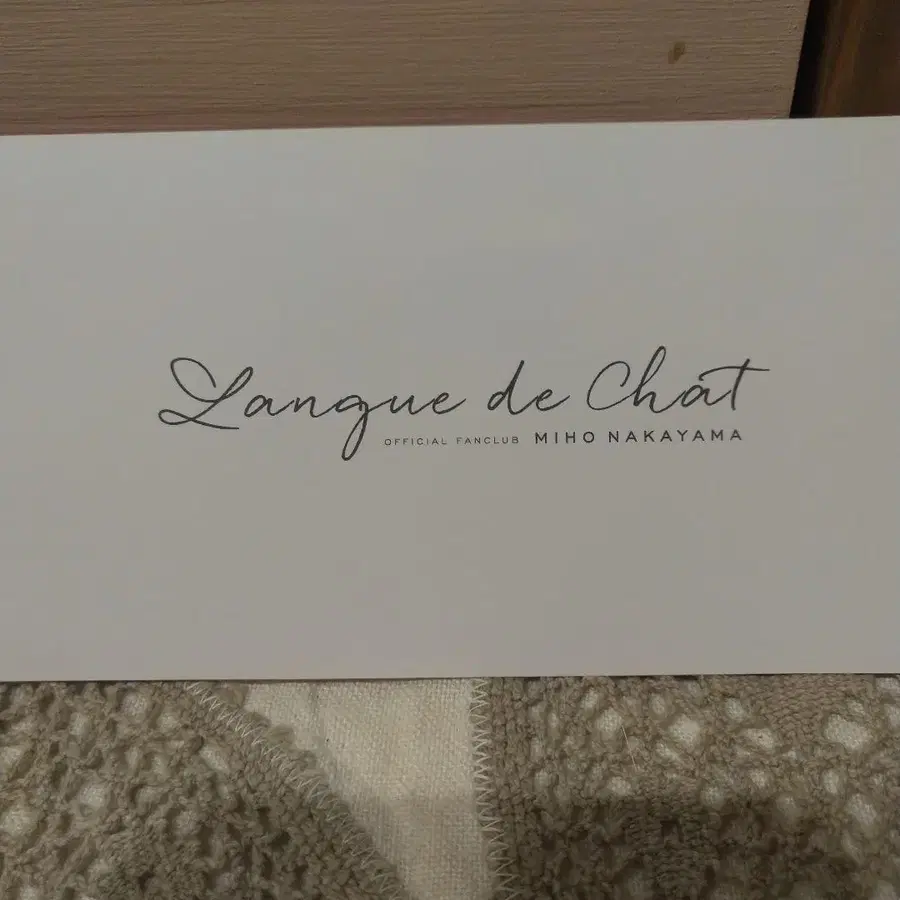 Langue de Chat
OFFICIAL FANCLUB MIHO NAKAYAMA